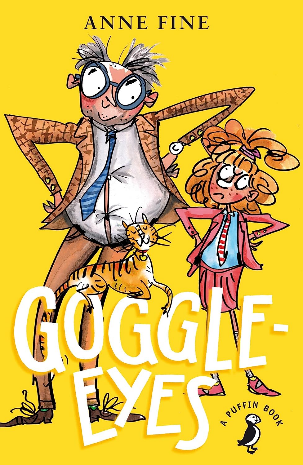 ANNE FINE
GOGGLE-
EYES
A PUFFIN BOOK